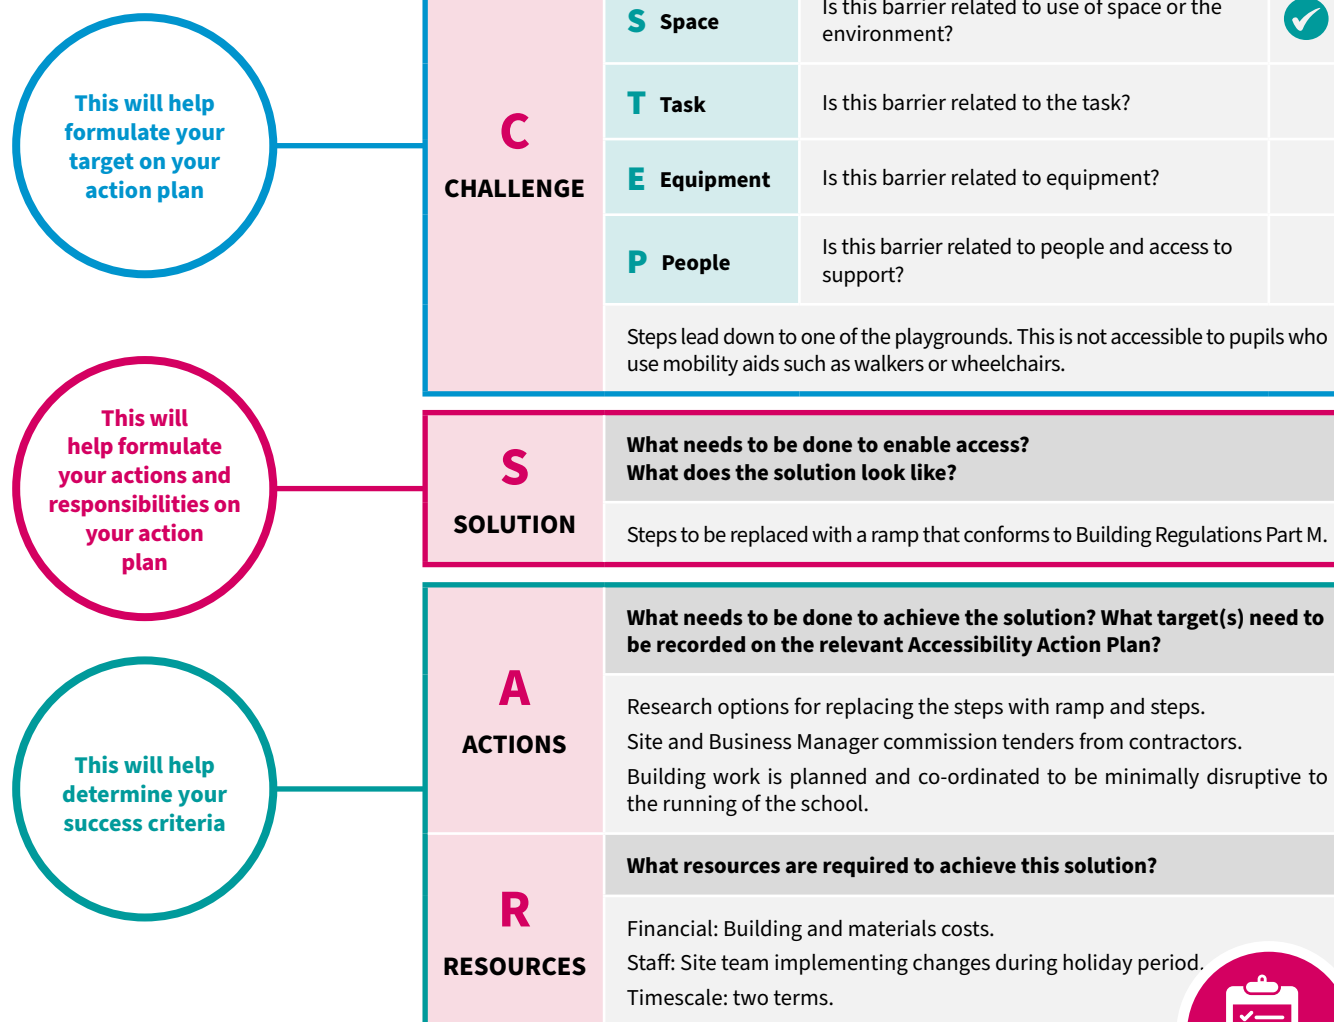 This will help
formulate your
target on your
action plan
C
CHALLENGE
S Space
Is this barrier related to use of space or the
environment?
T Task
Is this barrier related to the task?
E Equipment
Is this barrier related to equipment?
P People
Is this barrier related to people and access to
support?
Steps lead down to one of the playgrounds. This is not accessible to pupils who
use mobility aids such as walkers or wheelchairs.
This will
help formulate
your actions and
responsibilities on
your action
plan
S
SOLUTION
What needs to be done to enable access?
What does the solution look like?
Steps to be replaced with a ramp that conforms to Building Regulations Part M.
This will help
determine your
success criteria
A
ACTIONS
What needs to be done to achieve the solution? What target(s) need to
be recorded on the relevant Accessibility Action Plan?
Research options for replacing the steps with ramp and steps.
Site and Business Manager commission tenders from contractors.
Building work is planned and co-ordinated to be minimally disruptive to
the running of the school.
R
RESOURCES
What resources are required to achieve this solution?
Financial: Building and materials costs.
Staff: Site team implementing changes during holiday period.
Timescale: two terms.